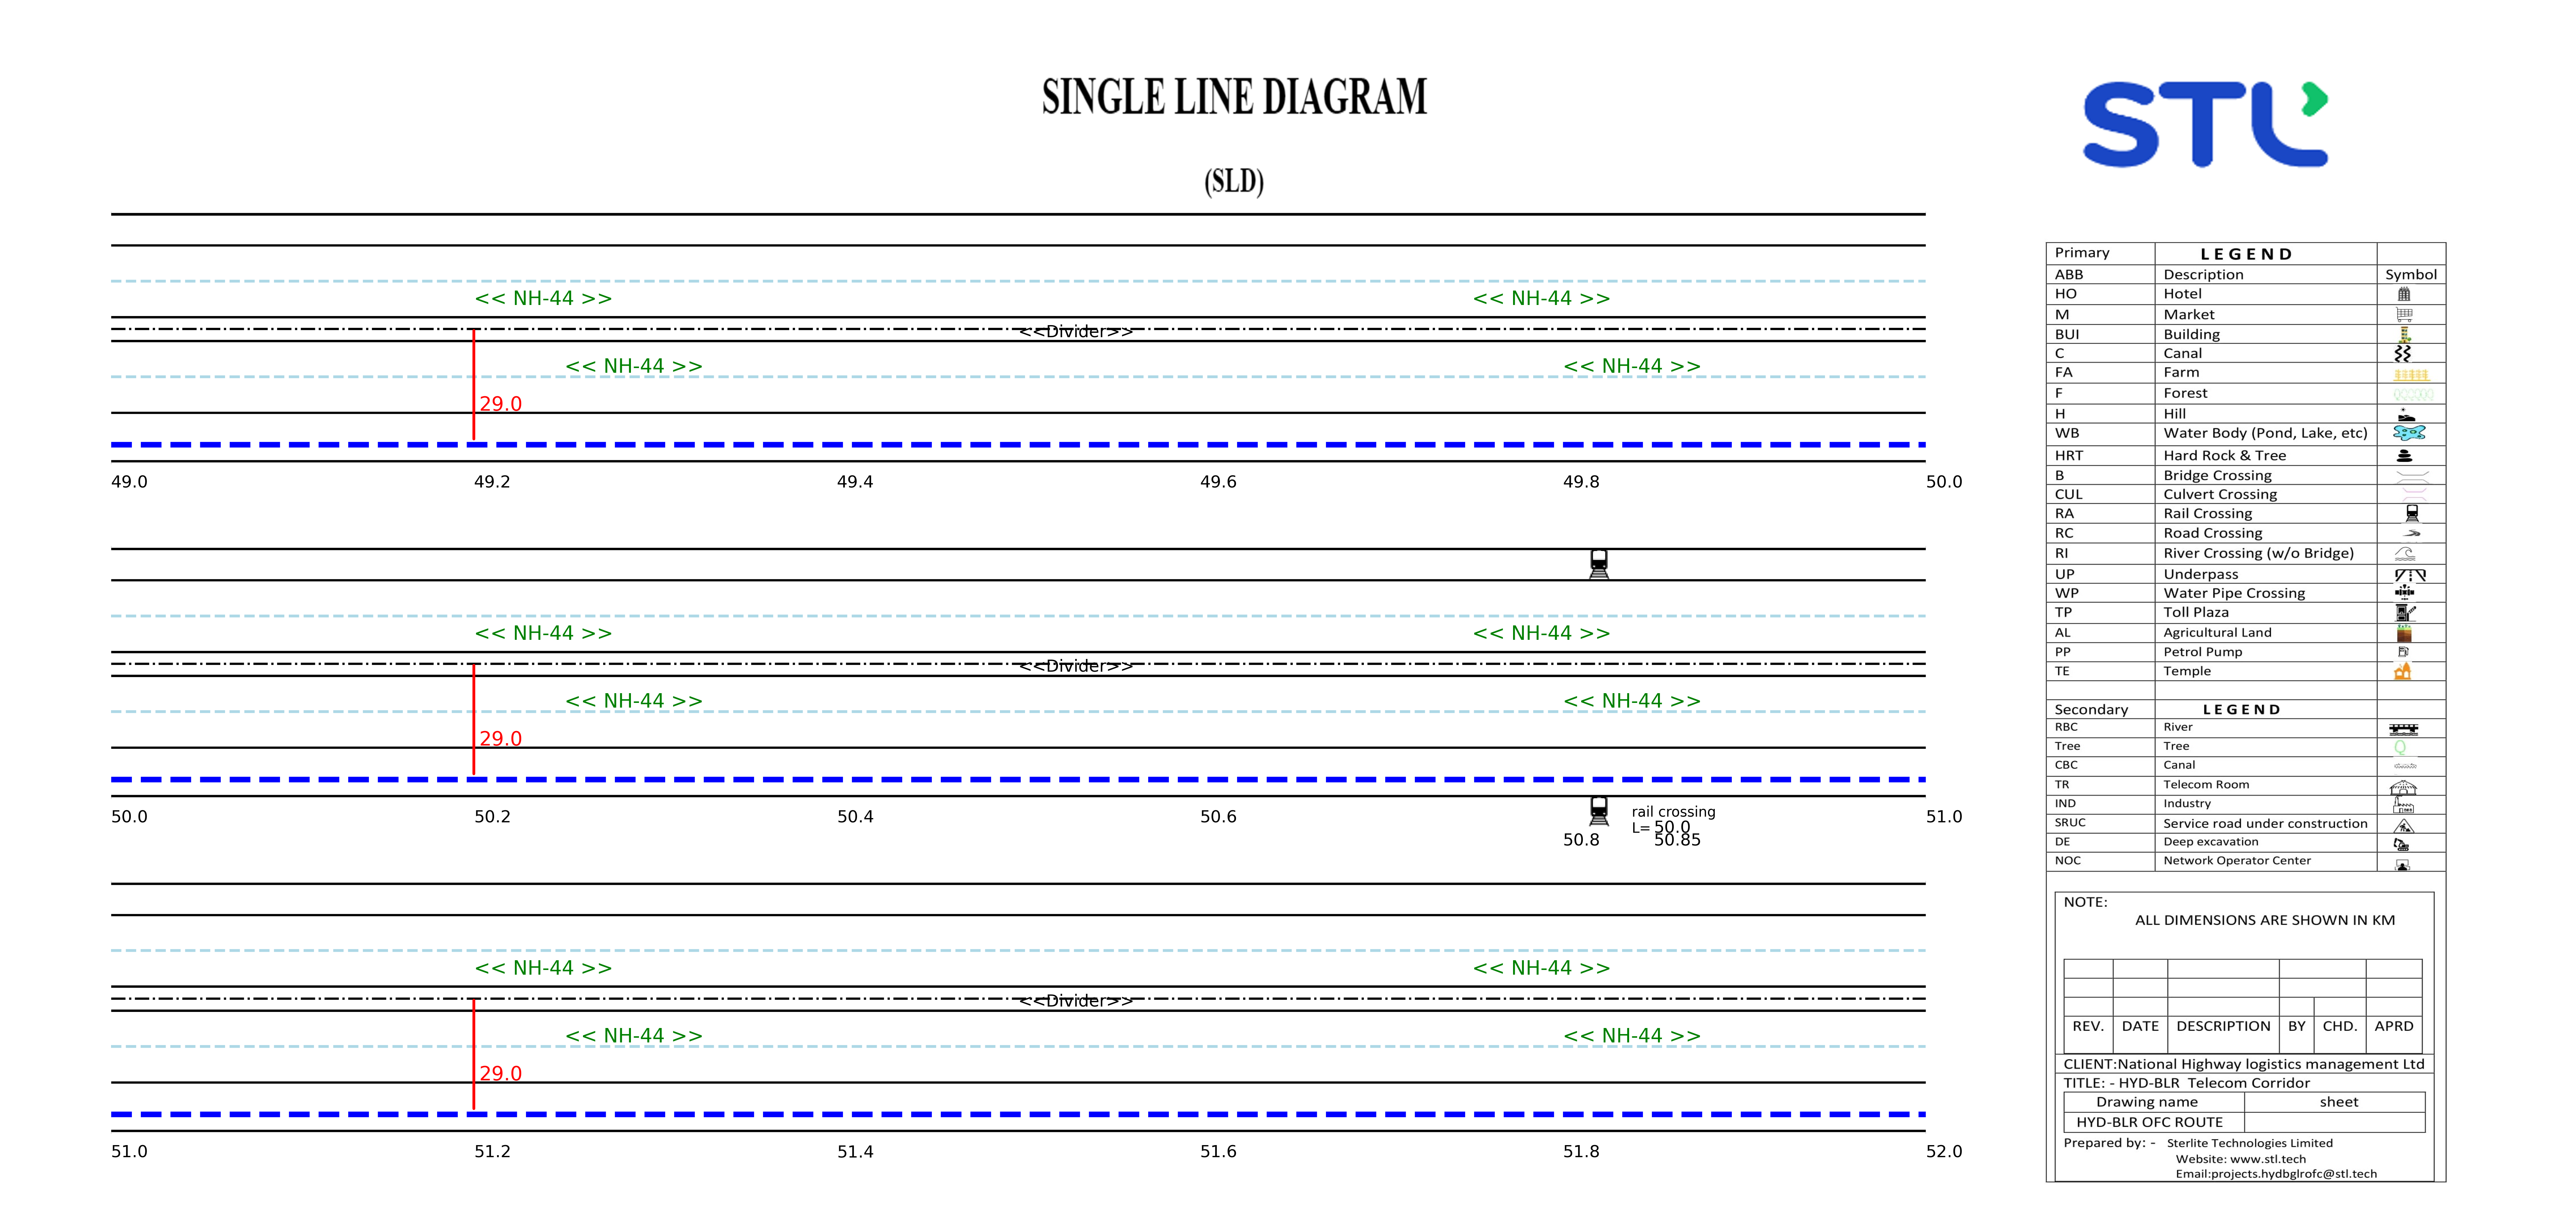 SINGLE LINE DIAGRAM
(SLD)
STL
<< NH-44 >> << NH-44 >>
<<Divider>>
<< NH-44 >> << NH-44 >>
29.0
49.0 49.2 49.4 49.6 49.8 50.0
<< NH-44 >> << NH-44 >>
<<Divider>>
<< NH-44 >> << NH-44 >>
29.0
50.0 50.2 50.4 50.6 51.0
rail crossing
L= 50.0
50.8 50.85
<< NH-44 >> << NH-44 >>
<<Divider>>
<< NH-44 >> << NH-44 >>
29.0
51.0 51.2 51.4 51.6 51.8 52.0
Primary LEGEND
ABB Description Symbol
HO Hotel
M Market
BUI Building
C Canal
FA Farm
F Forest
H Hill
WB Water Body (Pond, Lake, etc)
HRT Hard Rock & Tree
B Bridge Crossing
CUL Culvert Crossing
RA Rail Crossing
RC Road Crossing
RI River Crossing (w/o Bridge)
UP Underpass
WP Water Pipe Crossing
TP Toll Plaza
AL Agricultural Land
PP Petrol Pump
TE Temple
Secondary LEGEND
RBC River
Tree Tree
CBC Canal
TR Telecom Room
IND Industry
SRUC Service road under construction
DE Deep excavation
NOC Network Operator Center
NOTE:
ALL DIMENSIONS ARE SHOWN IN KM
REV. DATE DESCRIPTION BY CHD. APRD
CLIENT:National Highway logistics management Ltd
TITLE: - HYD-BLR Telecom Corridor
Drawing name sheet
HYD-BLR OFC ROUTE
Prepared by: - Sterlite Technologies Limited
Website: www.stl.tech
Email:projects.hydbglrofc@stl.tech